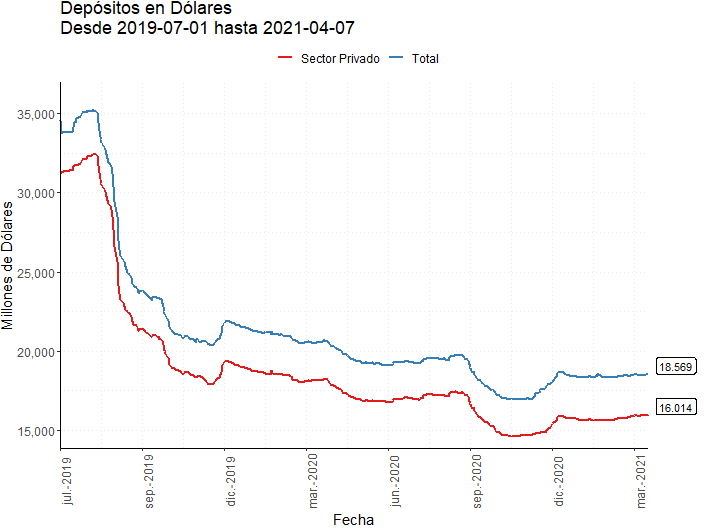 Depósitos en Dólares
Desde 2019-07-01 hasta 2021-04-07
Sector Privado
Total
Millones de Dólares
35,000
30,000
25,000
20,000
15,000
18.569
16.014
jul.-2019
sep.-2019
dic.-2019
mar.-2020
jun.-2020
sep.-2020
dic.-2020
mar.-2021
Fecha